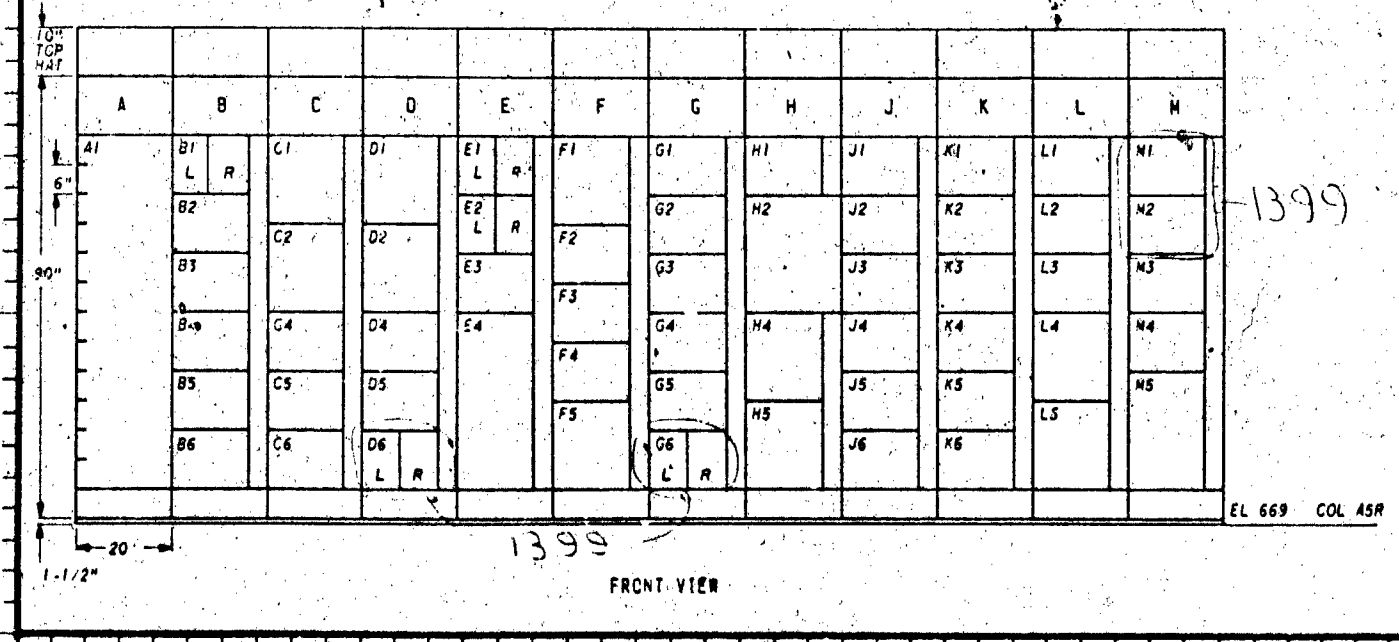 10"
TOP
HAT
A B C D E F G H J K L M
A1 B1 C1 D1 E1 F1 G1 H1 J1 K1 L1 M1
L R L R
6"
B2 E2 G2 H2 J2 K2 L2 M2
L R
1399
C2 D2 F2
90"
B3 E3 G3 J3 K3 L3 M3
F3
C4 D4 E4 G4 H4 J4 K4 L4 M4
F4
B5 C5 D5 G5 J5 K5 M5
F5 H5 L5
B6 C6 D6 G6 J6 K6
L R L R
EL 669 COL A5R
20
1399
1-1/2"
FRONT VIEW